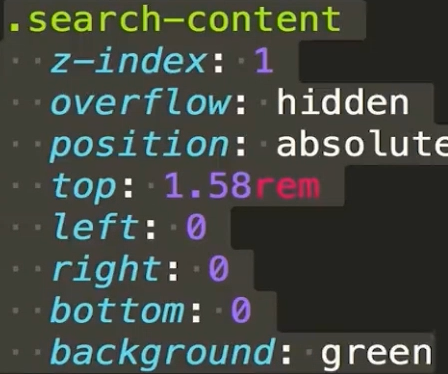 .search-content
z-index: 1
overflow: hidden
position: absolute
top: 1.58rem
left: 0
right: 0
bottom: 0
background: green